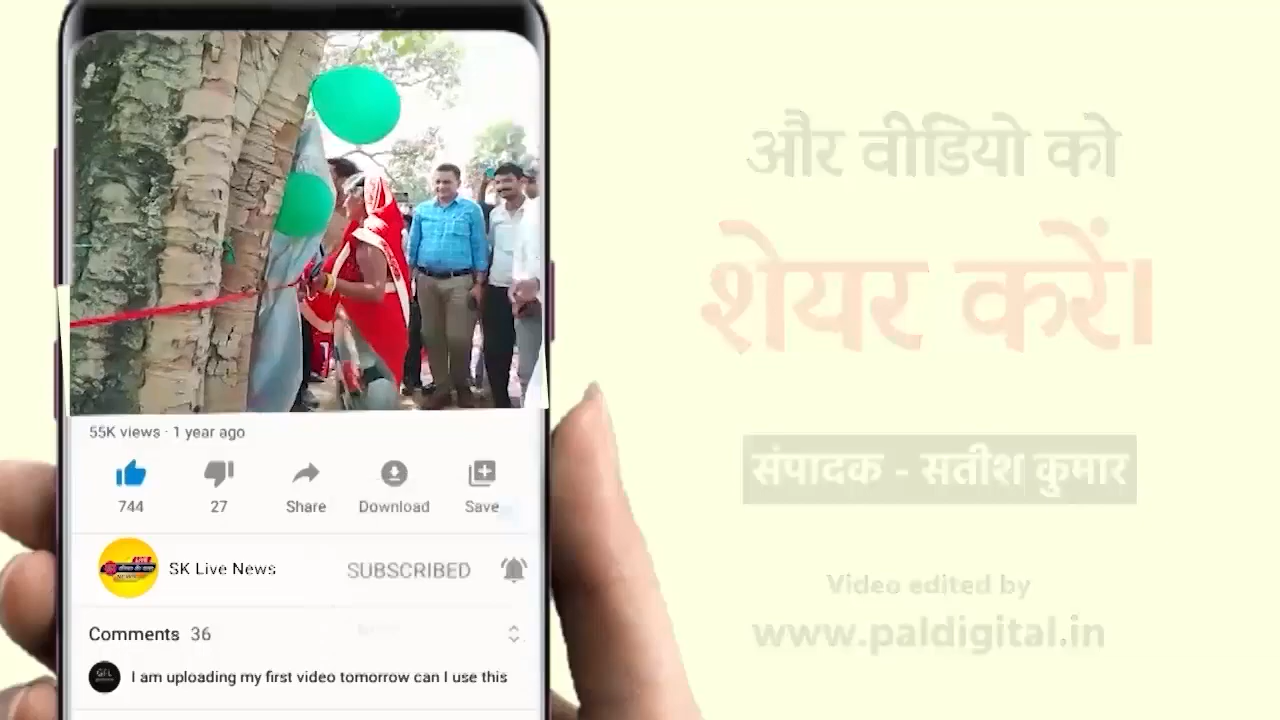 और वीडियो को
शेयर करें।
संपादक - सतीश कुमार
Video edited by
www.paldigital.in
55K views · 1 year ago
744
27
Share
Download
Save
SK Live News
SUBSCRIBED
Comments 36
GFL
I am uploading my first video tomorrow can I use this